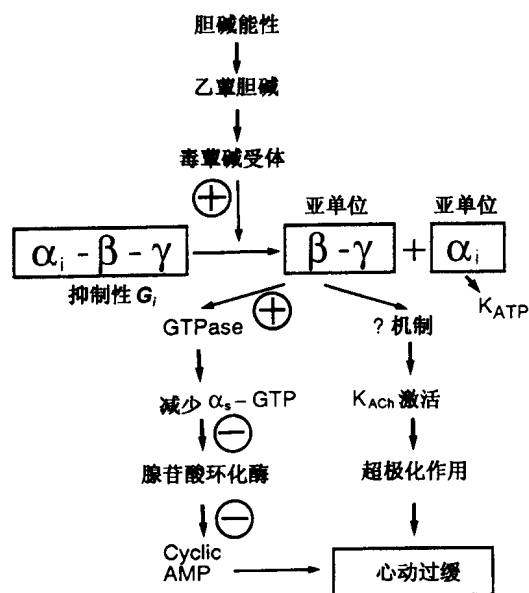 胆碱能性
乙酰胆碱
毒蕈碱受体
+
亚单位 亚单位
αi - β - γ β - γ + αi
抑制性 Gi
KATP
GTPase + ? 机制
减少 αs - GTP KACh 激活
−
腺苷酸环化酶 超极化作用
−
Cyclic
AMP 心动过缓